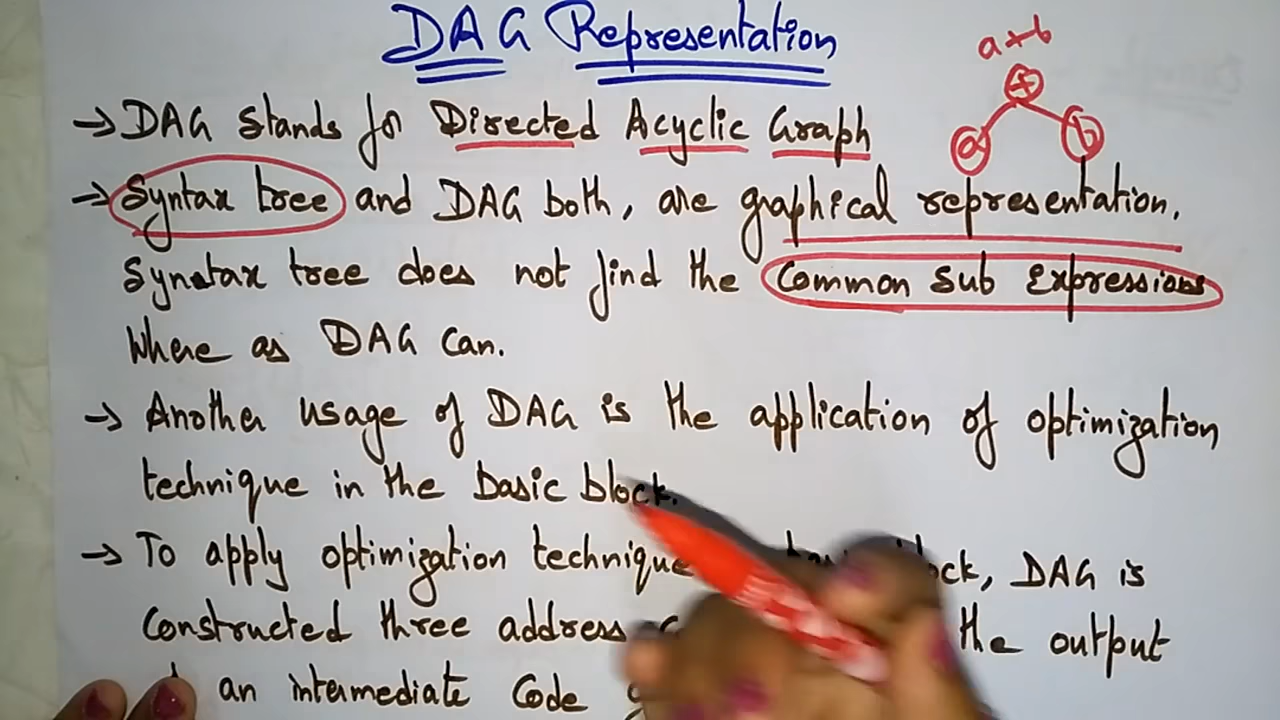 DAG Representation
a+b
+
a b
→ DAG Stands for Directed Acyclic Graph
→ Syntax tree and DAG both, are graphical representation.
Synatax tree does not find the Common Sub Expressions
Where as DAG Can.
→ Another usage of DAG is the application of optimization
technique in the basic block.
→ To apply optimization technique block, DAG is
Constructed three address the output
an intermediate Code